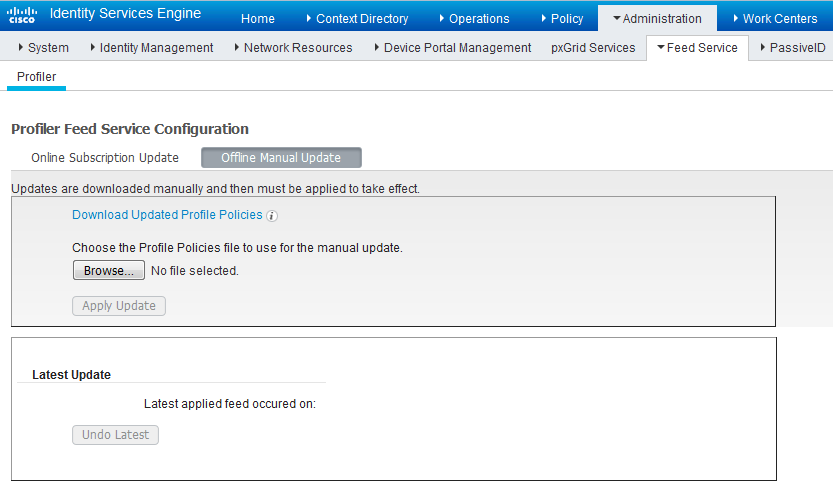 cisco Identity Services Engine Home Context Directory Operations Policy Administration Work Centers
System Identity Management Network Resources Device Portal Management pxGrid Services Feed Service PassiveID
Profiler
Profiler Feed Service Configuration
Online Subscription Update Offline Manual Update
Updates are downloaded manually and then must be applied to take effect.
Download Updated Profile Policies i
Choose the Profile Policies file to use for the manual update.
Browse... No file selected.
Apply Update
Latest Update
Latest applied feed occured on:
Undo Latest